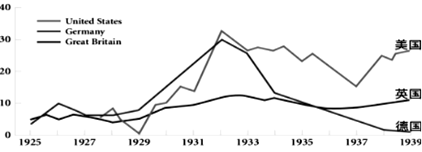 40
United States
Germany
Great Britain
美国
30
20
10
英国
德国
0
1925
1927
1929
1931
1933
1935
1937
1939